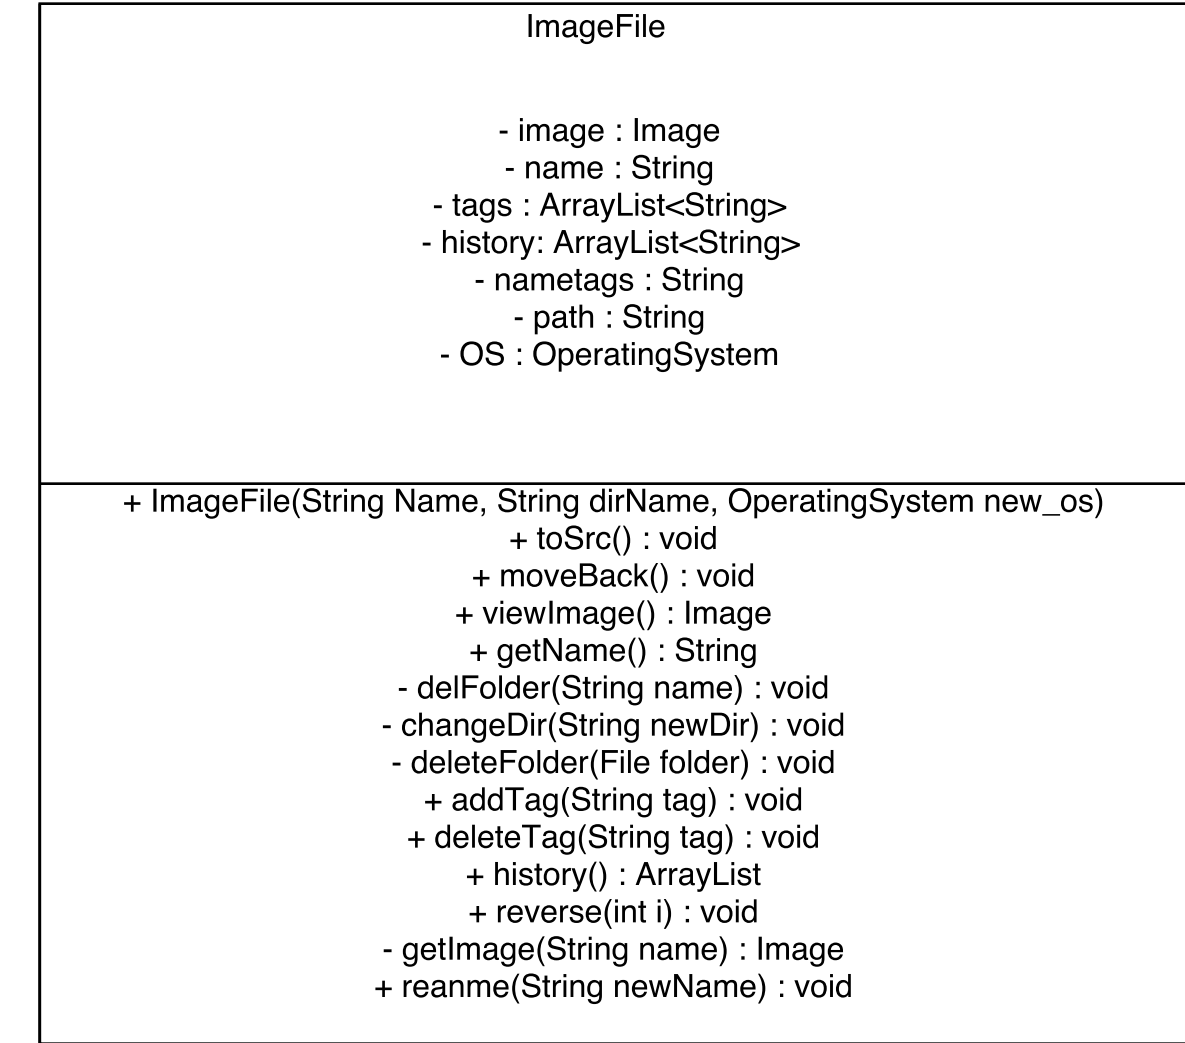 ImageFile
- image : Image
- name : String
- tags : ArrayList<String>
- history: ArrayList<String>
- nametags : String
- path : String
- OS : OperatingSystem
+ ImageFile(String Name, String dirName, OperatingSystem new_os)
+ toSrc() : void
+ moveBack() : void
+ viewImage() : Image
+ getName() : String
- delFolder(String name) : void
- changeDir(String newDir) : void
- deleteFolder(File folder) : void
+ addTag(String tag) : void
+ deleteTag(String tag) : void
+ history() : ArrayList
+ reverse(int i) : void
- getImage(String name) : Image
+ reanme(String newName) : void